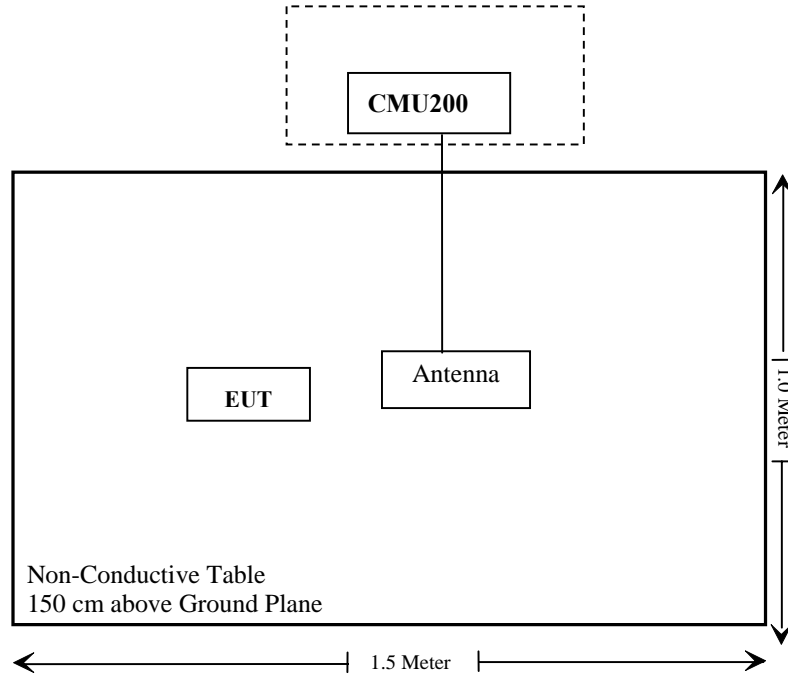 CMU200
Antenna
EUT
1.0 Meter
Non-Conductive Table
150 cm above Ground Plane
1.5 Meter